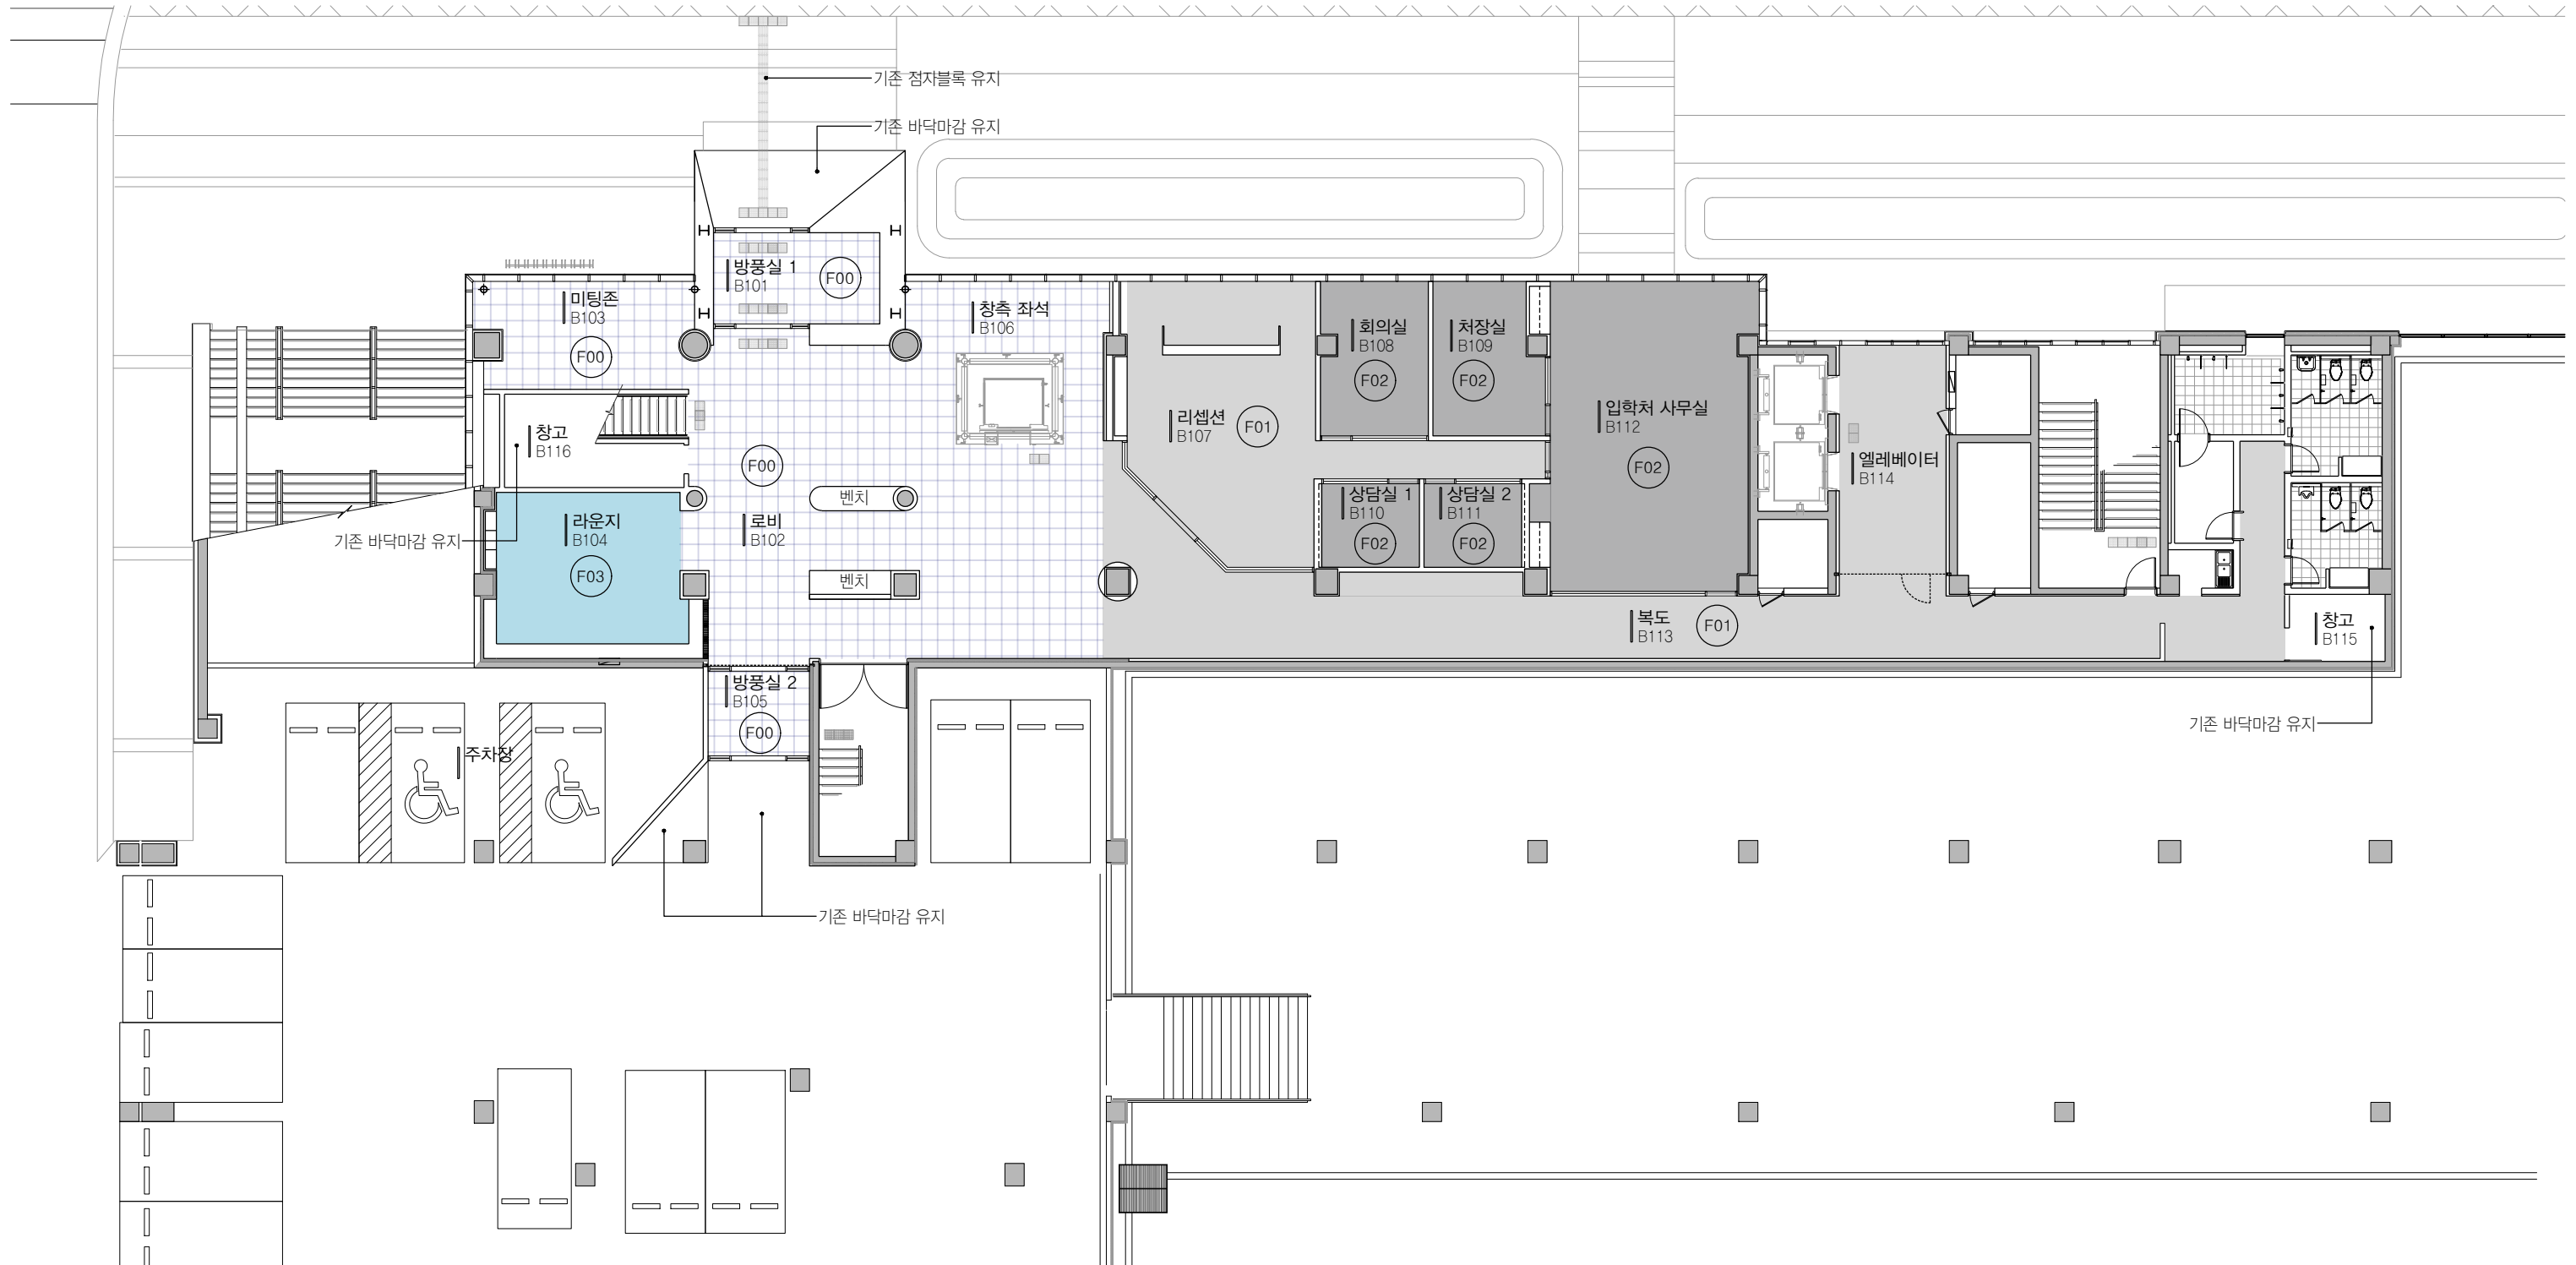 기존 점자블록 유지
기존 바닥마감 유지
방풍실 1
B101
F00
미팅존
B103
F00
창측 좌석
B106
회의실
B108
F02
처장실
B109
F02
리셉션
B107
F01
입학처 사무실
B112
F02
엘레베이터
B114
창고
B116
F00
벤치
라운지
B104
F03
로비
B102
상담실 1
B110
F02
상담실 2
B111
F02
기존 바닥마감 유지
벤치
복도
B113
F01
창고
B115
방풍실 2
B105
F00
기존 바닥마감 유지
주차장
기존 바닥마감 유지